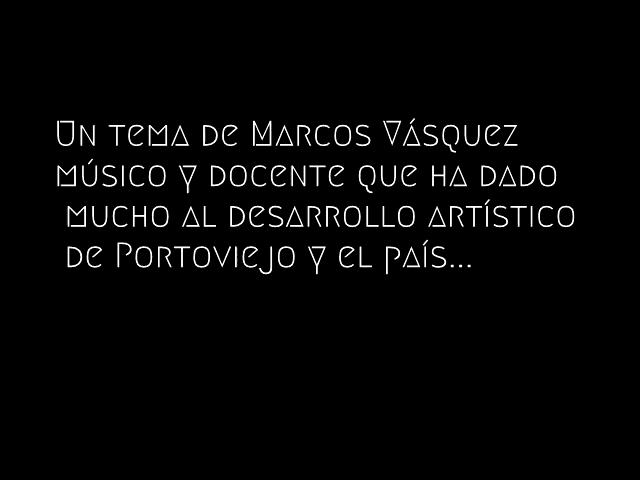 Un tema de Marcos Vásquez
músico y docente que ha dado
mucho al desarrollo artístico
de Portoviejo y el país...